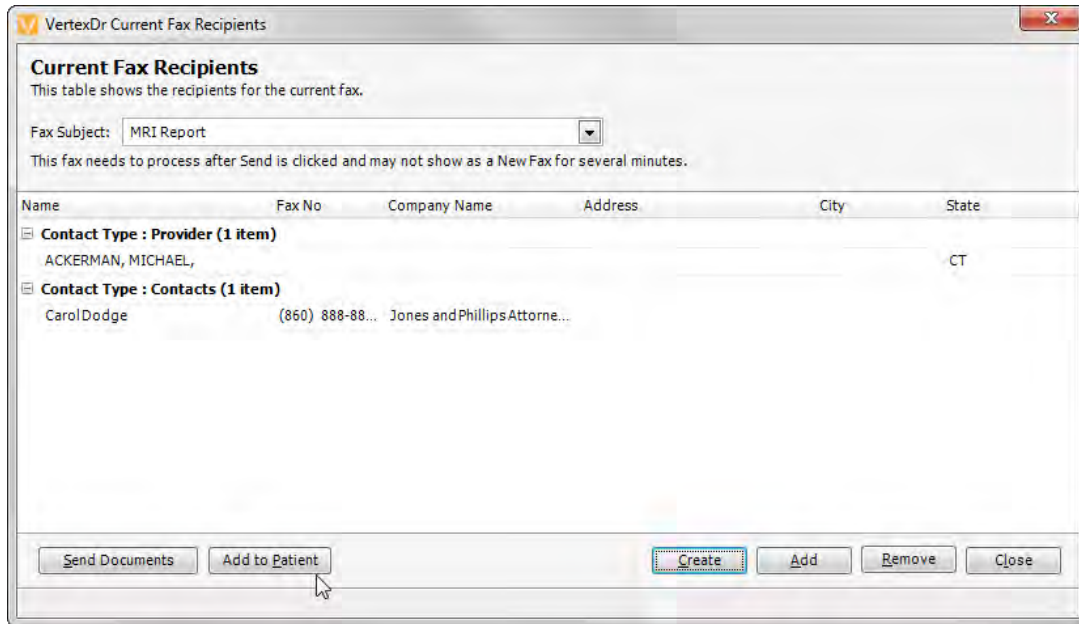 VertexDr Current Fax Recipients
Current Fax Recipients
This table shows the recipients for the current fax.
Fax Subject: MRI Report
This fax needs to process after Send is clicked and may not show as a New Fax for several minutes.
Name Fax No Company Name Address City State
Contact Type : Provider (1 item)
ACKERMAN, MICHAEL, CT
Contact Type : Contacts (1 item)
Carol Dodge (860) 888-88... Jones and Phillips Attorne...
Send Documents Add to Patient Create Add Remove Close